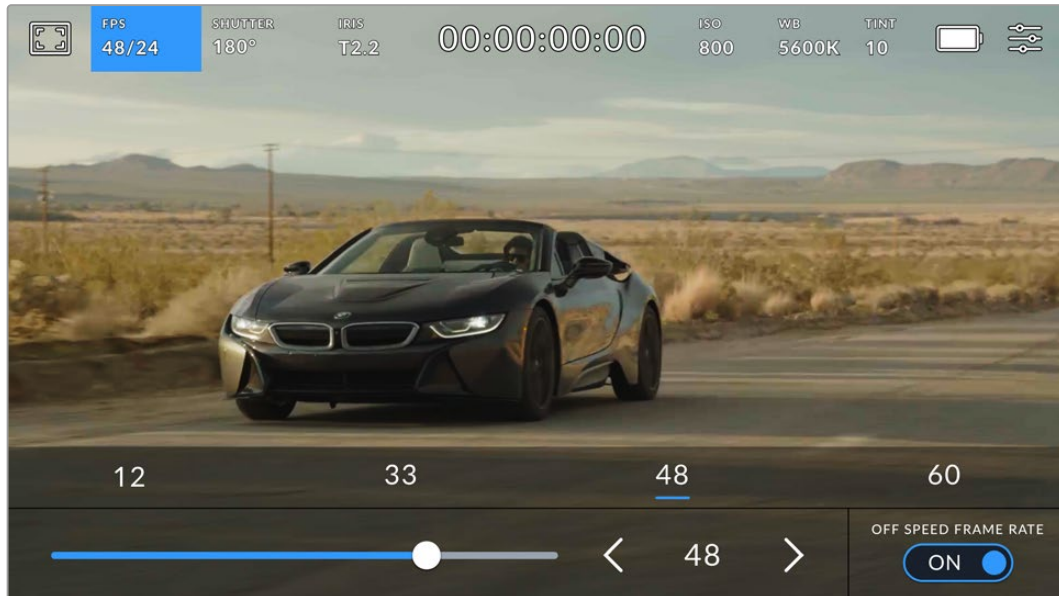 FPS
48/24
SHUTTER
180°
IRIS
T2.2
00:00:00:00
ISO
800
WB
5600K
TINT
10
12 33 48 60
48
OFF SPEED FRAME RATE
ON